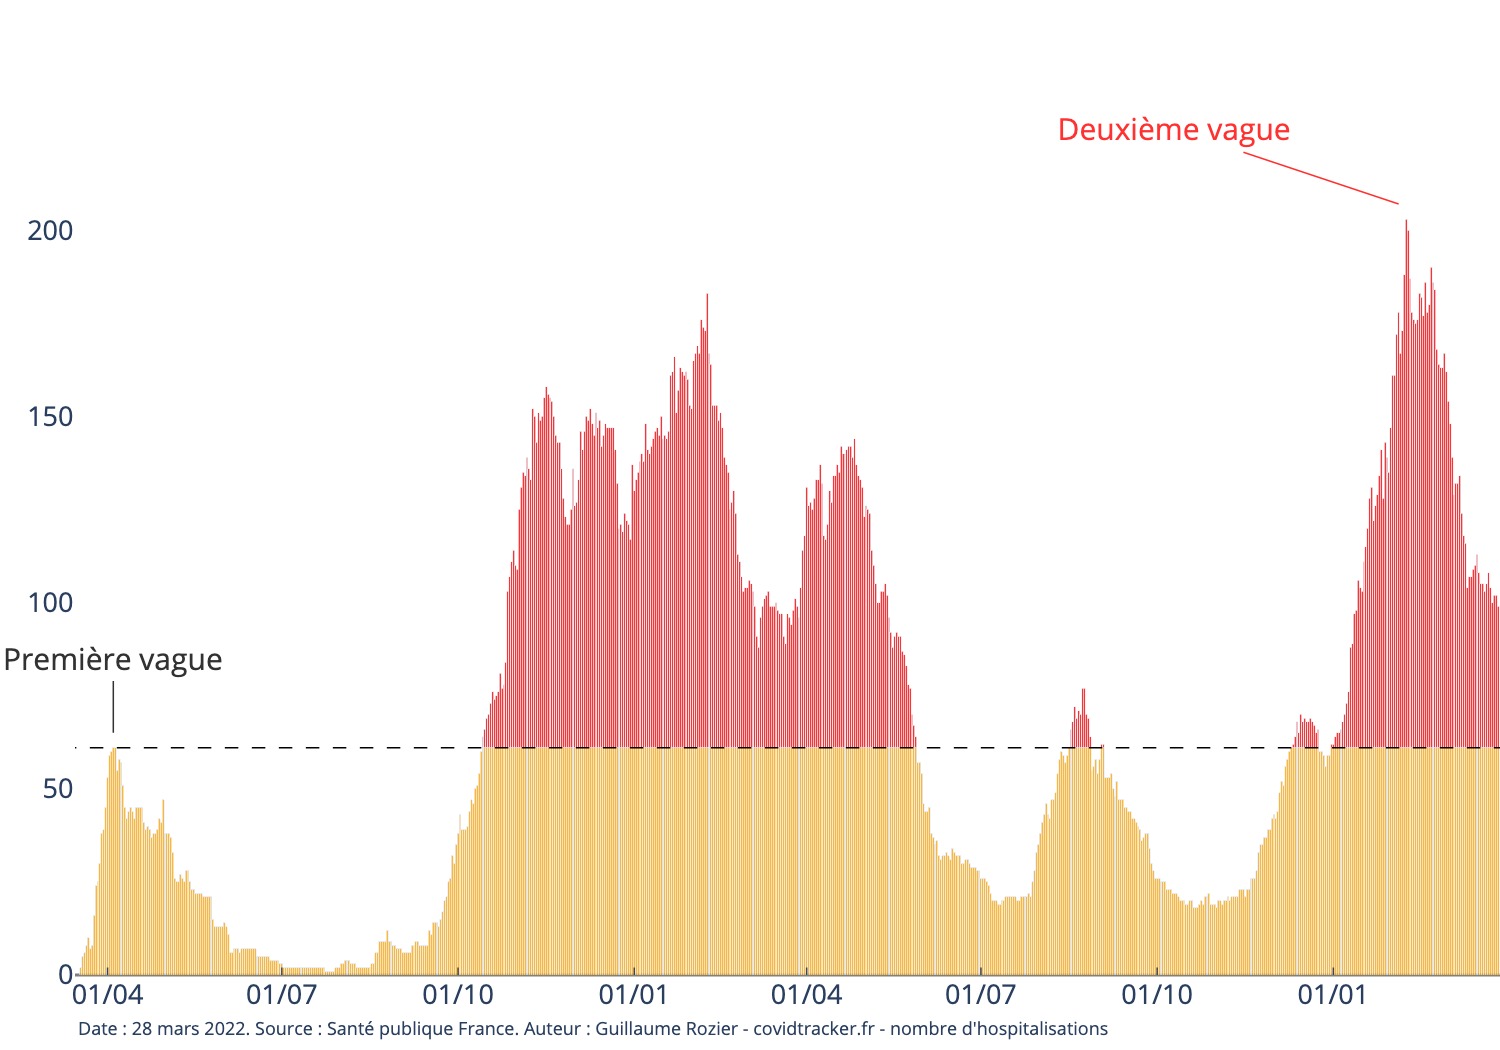 Deuxième vague
200
150
100
Première vague
50
0
01/04 01/07 01/10 01/01 01/04 01/07 01/10 01/01
Date : 28 mars 2022. Source : Santé publique France. Auteur : Guillaume Rozier - covidtracker.fr - nombre d'hospitalisations